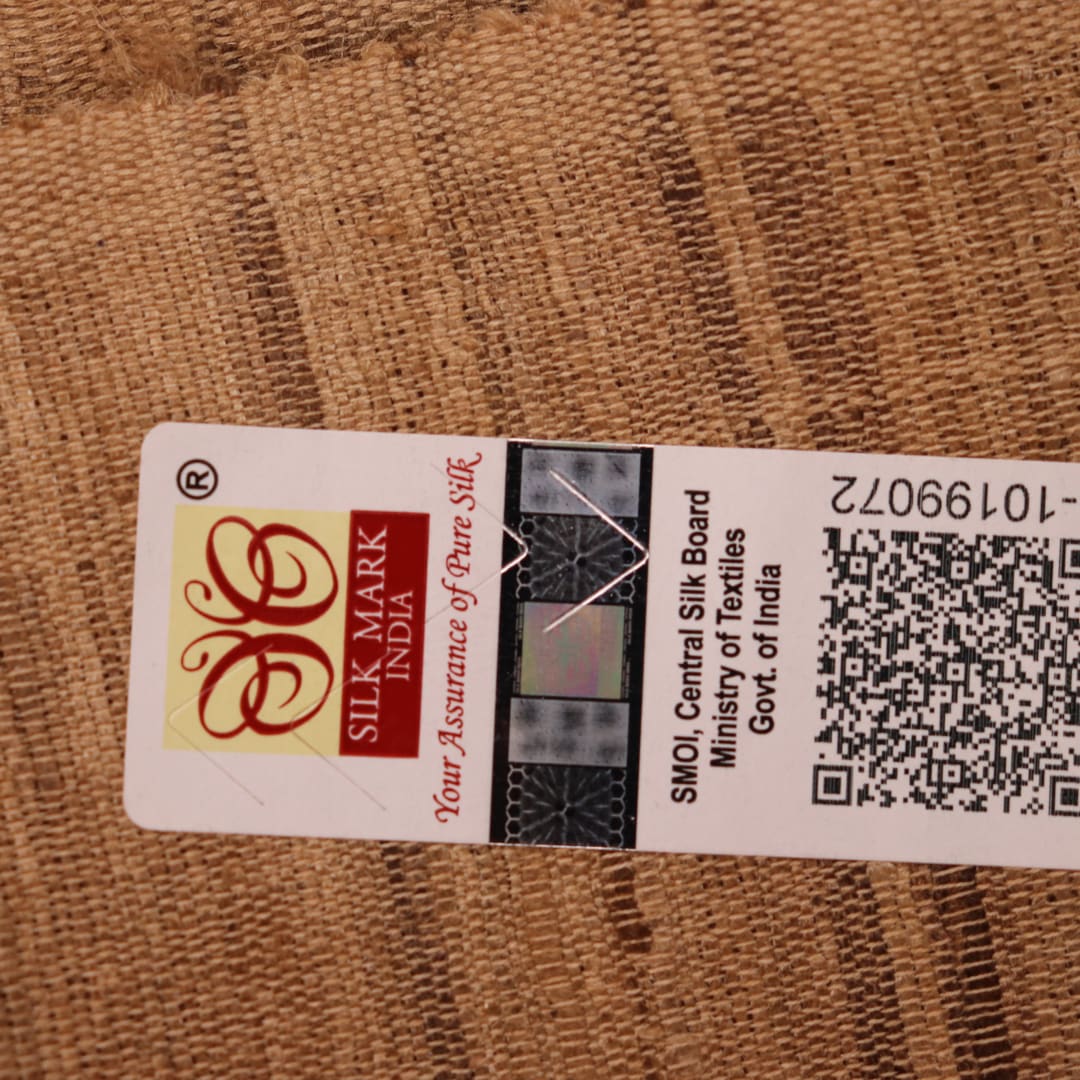 ®
SILK MARK
INDIA
Your Assurance of Pure Silk
SMOI, Central Silk Board
Ministry of Textiles
Govt. of India
-10199072